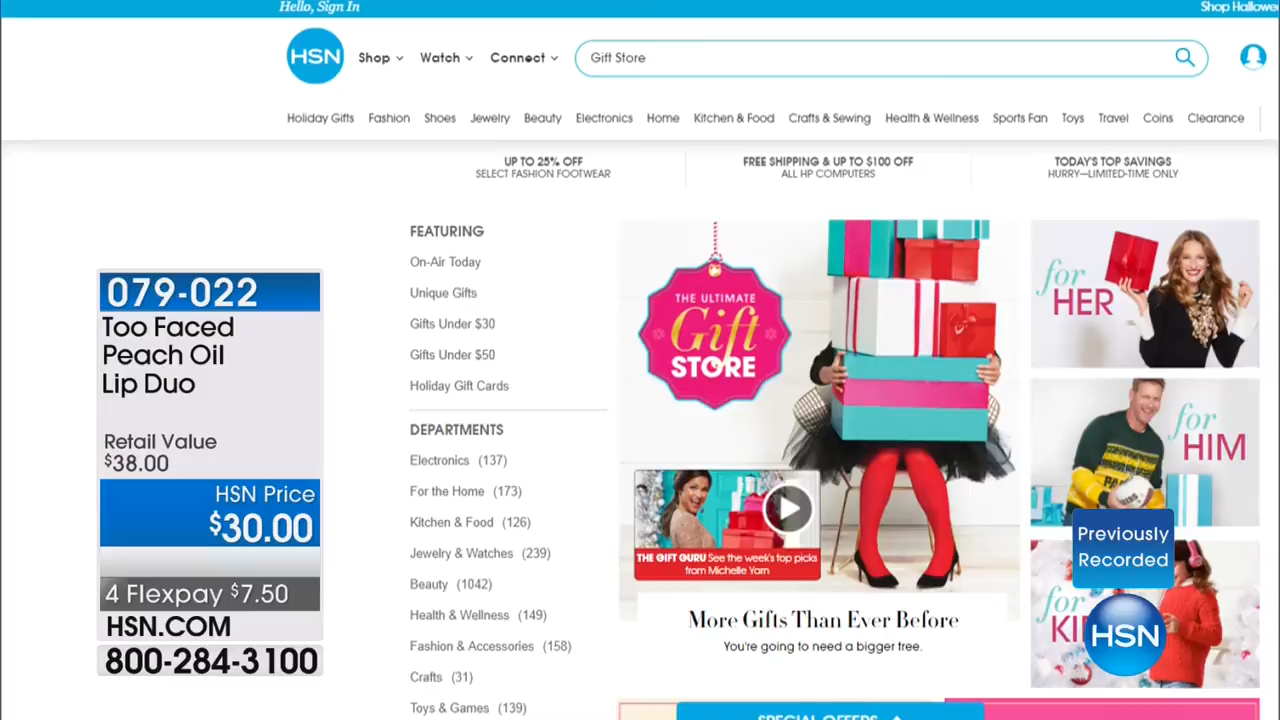 Hello, Sign In
Shop Hallowe
HSN
Shop
Watch
Connect
Gift Store
Holiday Gifts
Fashion
Shoes
Jewelry
Beauty
Electronics
Home
Kitchen & Food
Crafts & Sewing
Health & Wellness
Sports Fan
Toys
Travel
Coins
Clearance
UP TO 25% OFF
SELECT FASHION FOOTWEAR
FREE SHIPPING & UP TO $100 OFF
ALL HP COMPUTERS
TODAY'S TOP SAVINGS
HURRY—LIMITED-TIME ONLY
079-022
Too Faced
Peach Oil
Lip Duo
Retail Value
$38.00
HSN Price
$30.00
4 Flexpay $7.50
HSN.COM
800-284-3100
FEATURING
On-Air Today
Unique Gifts
Gifts Under $30
Gifts Under $50
Holiday Gift Cards
DEPARTMENTS
Electronics (137)
For the Home (173)
Kitchen & Food (126)
Jewelry & Watches (239)
Beauty (1042)
Health & Wellness (149)
Fashion & Accessories (158)
Crafts (31)
Toys & Games (139)
THE ULTIMATE
Gift
STORE
THE GIFT GURU See the week's top picks
from Michelle Yarn
More Gifts Than Ever Before
You're going to need a bigger tree.
for
HER
for
HIM
for
KI
Previously
Recorded
HSN
SPECIAL OFFERS